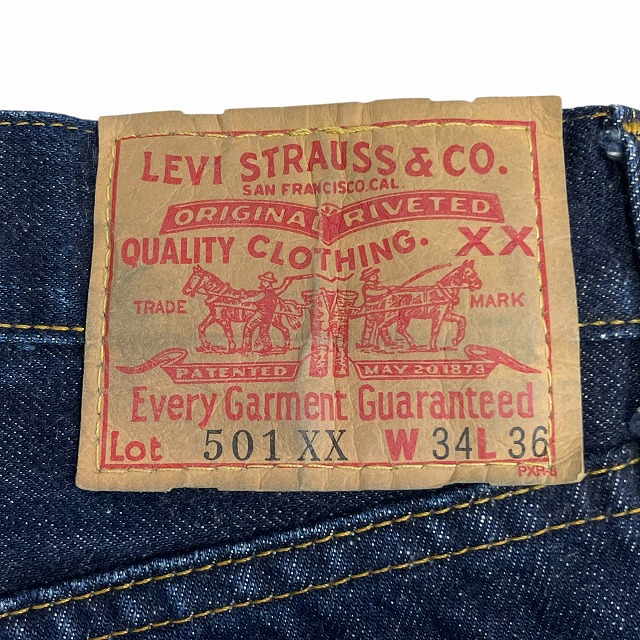 LEVI STRAUSS & CO.
SAN FRANCISCO.CAL.
ORIGINAL RIVETED
QUALITY CLOTHING. XX
TRADE MARK
PATENTED MAY 20 1873
Every Garment Guaranteed
Lot 501 XX W 34 L 36